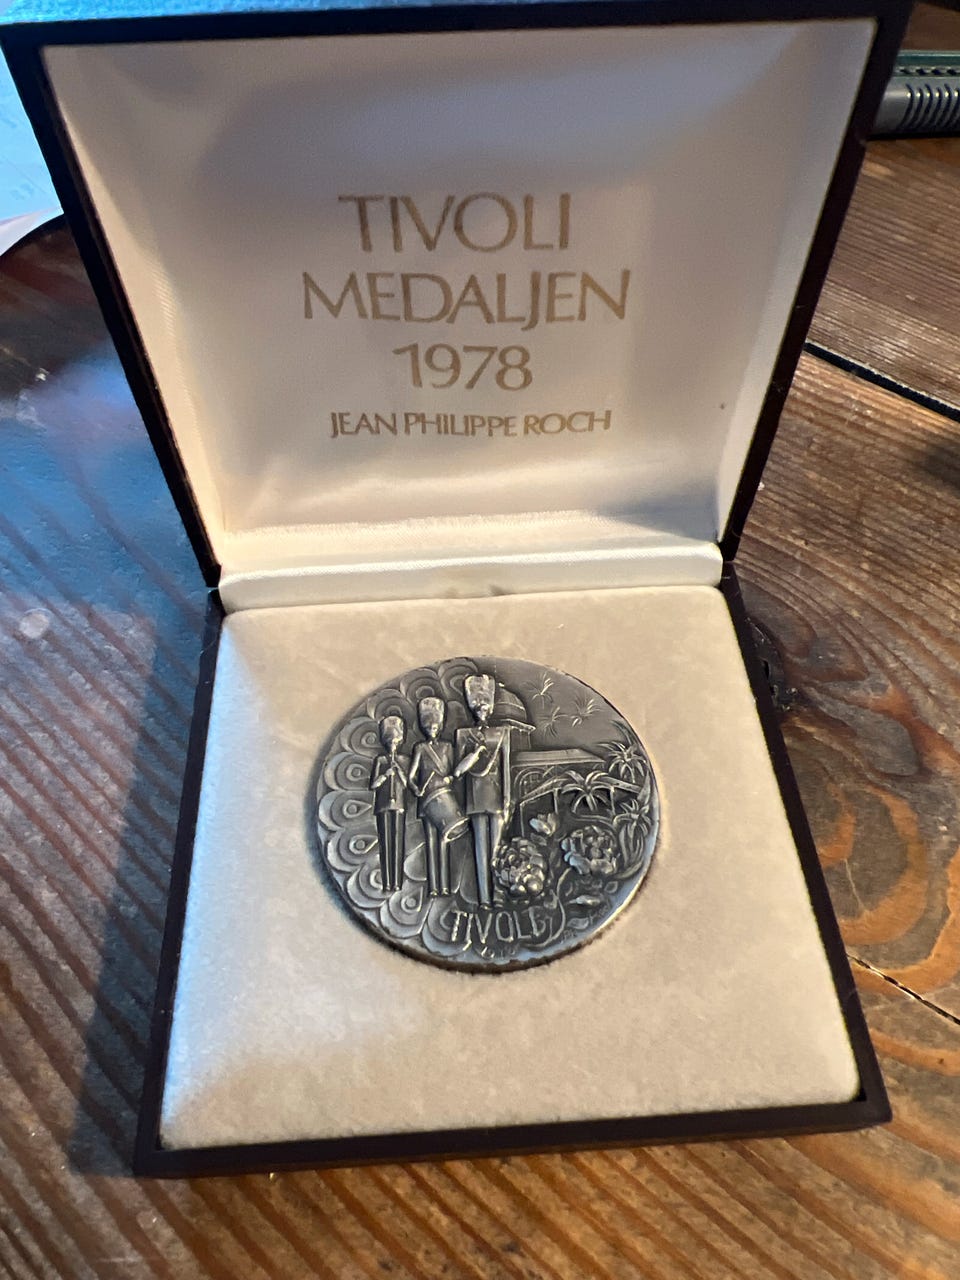 TIVOLI
MEDALJEN
1978
JEAN PHILIPPE ROCH
TIVOLI